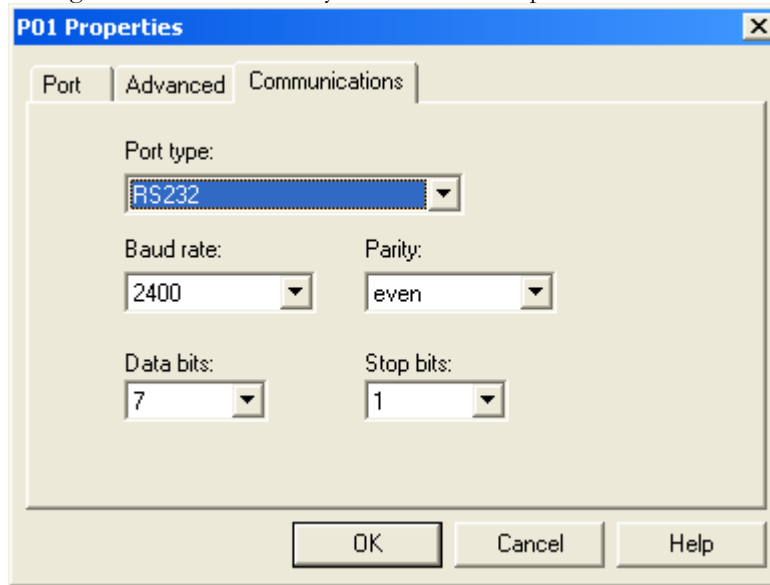 P01 Properties
Port Advanced Communications
Port type:
RS232
Baud rate: Parity:
2400 even
Data bits: Stop bits:
7 1
OK Cancel Help